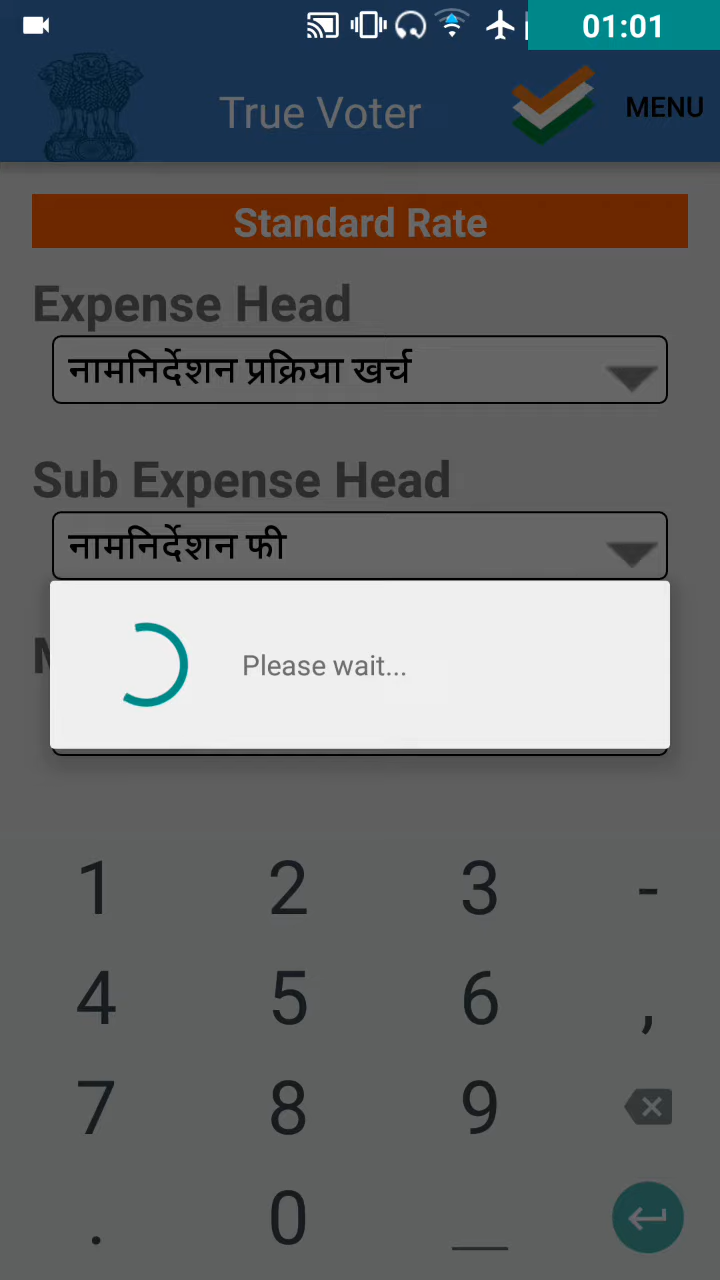 01:01
True Voter
MENU
Standard Rate
Expense Head
नामनिर्देशन प्रक्रिया खर्च
Sub Expense Head
नामनिर्देशन फी
Please wait...
1 2 3 -
4 5 6 ,
7 8 9
. 0 _